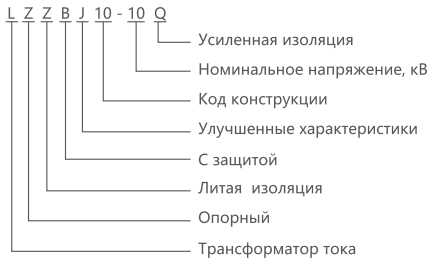 L Z Z B J 10 - 10 Q
Усиленная изоляция
Номинальное напряжение, кВ
Код конструкции
Улучшенные характеристики
С защитой
Литая изоляция
Опорный
Трансформатор тока